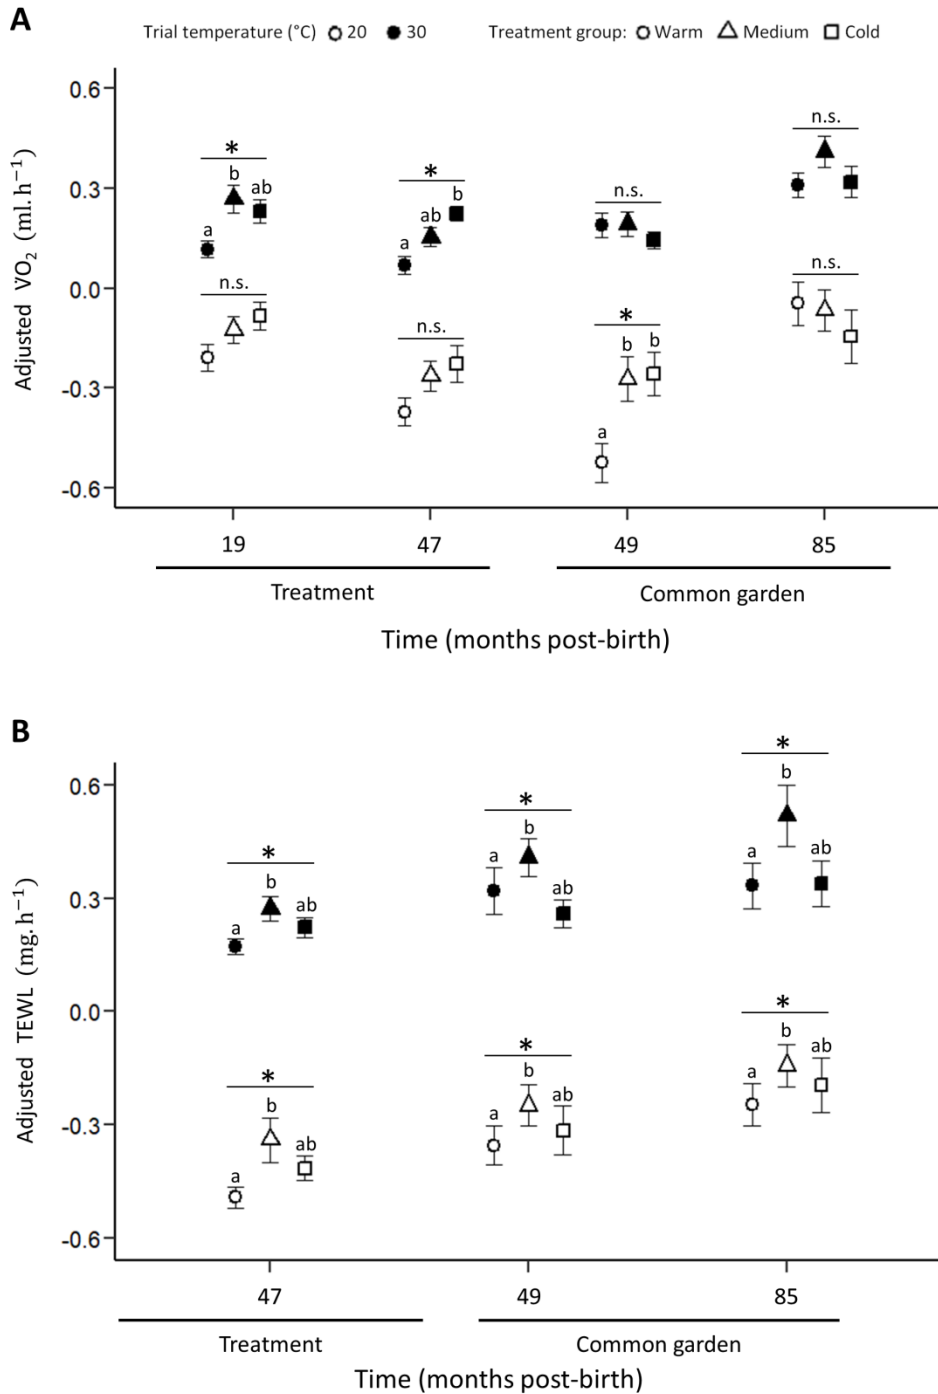 A
Trial temperature (°C) 20 30 Treatment group: Warm Medium Cold
Adjusted V̇O₂ (ml.h⁻¹)
0.6
0.3
0.0
-0.3
-0.6
*
b
ab
a
n.s.
*
b
ab
a
n.s.
n.s.
*
b
b
a
n.s.
n.s.
19
47
49
85
Treatment
Common garden
Time (months post-birth)
B
Adjusted TEWL (mg.h⁻¹)
0.6
0.3
0.0
-0.3
-0.6
*
b
ab
a
*
b
ab
a
*
b
a
ab
*
b
ab
a
*
b
a
ab
*
b
ab
a
47
49
85
Treatment
Common garden
Time (months post-birth)